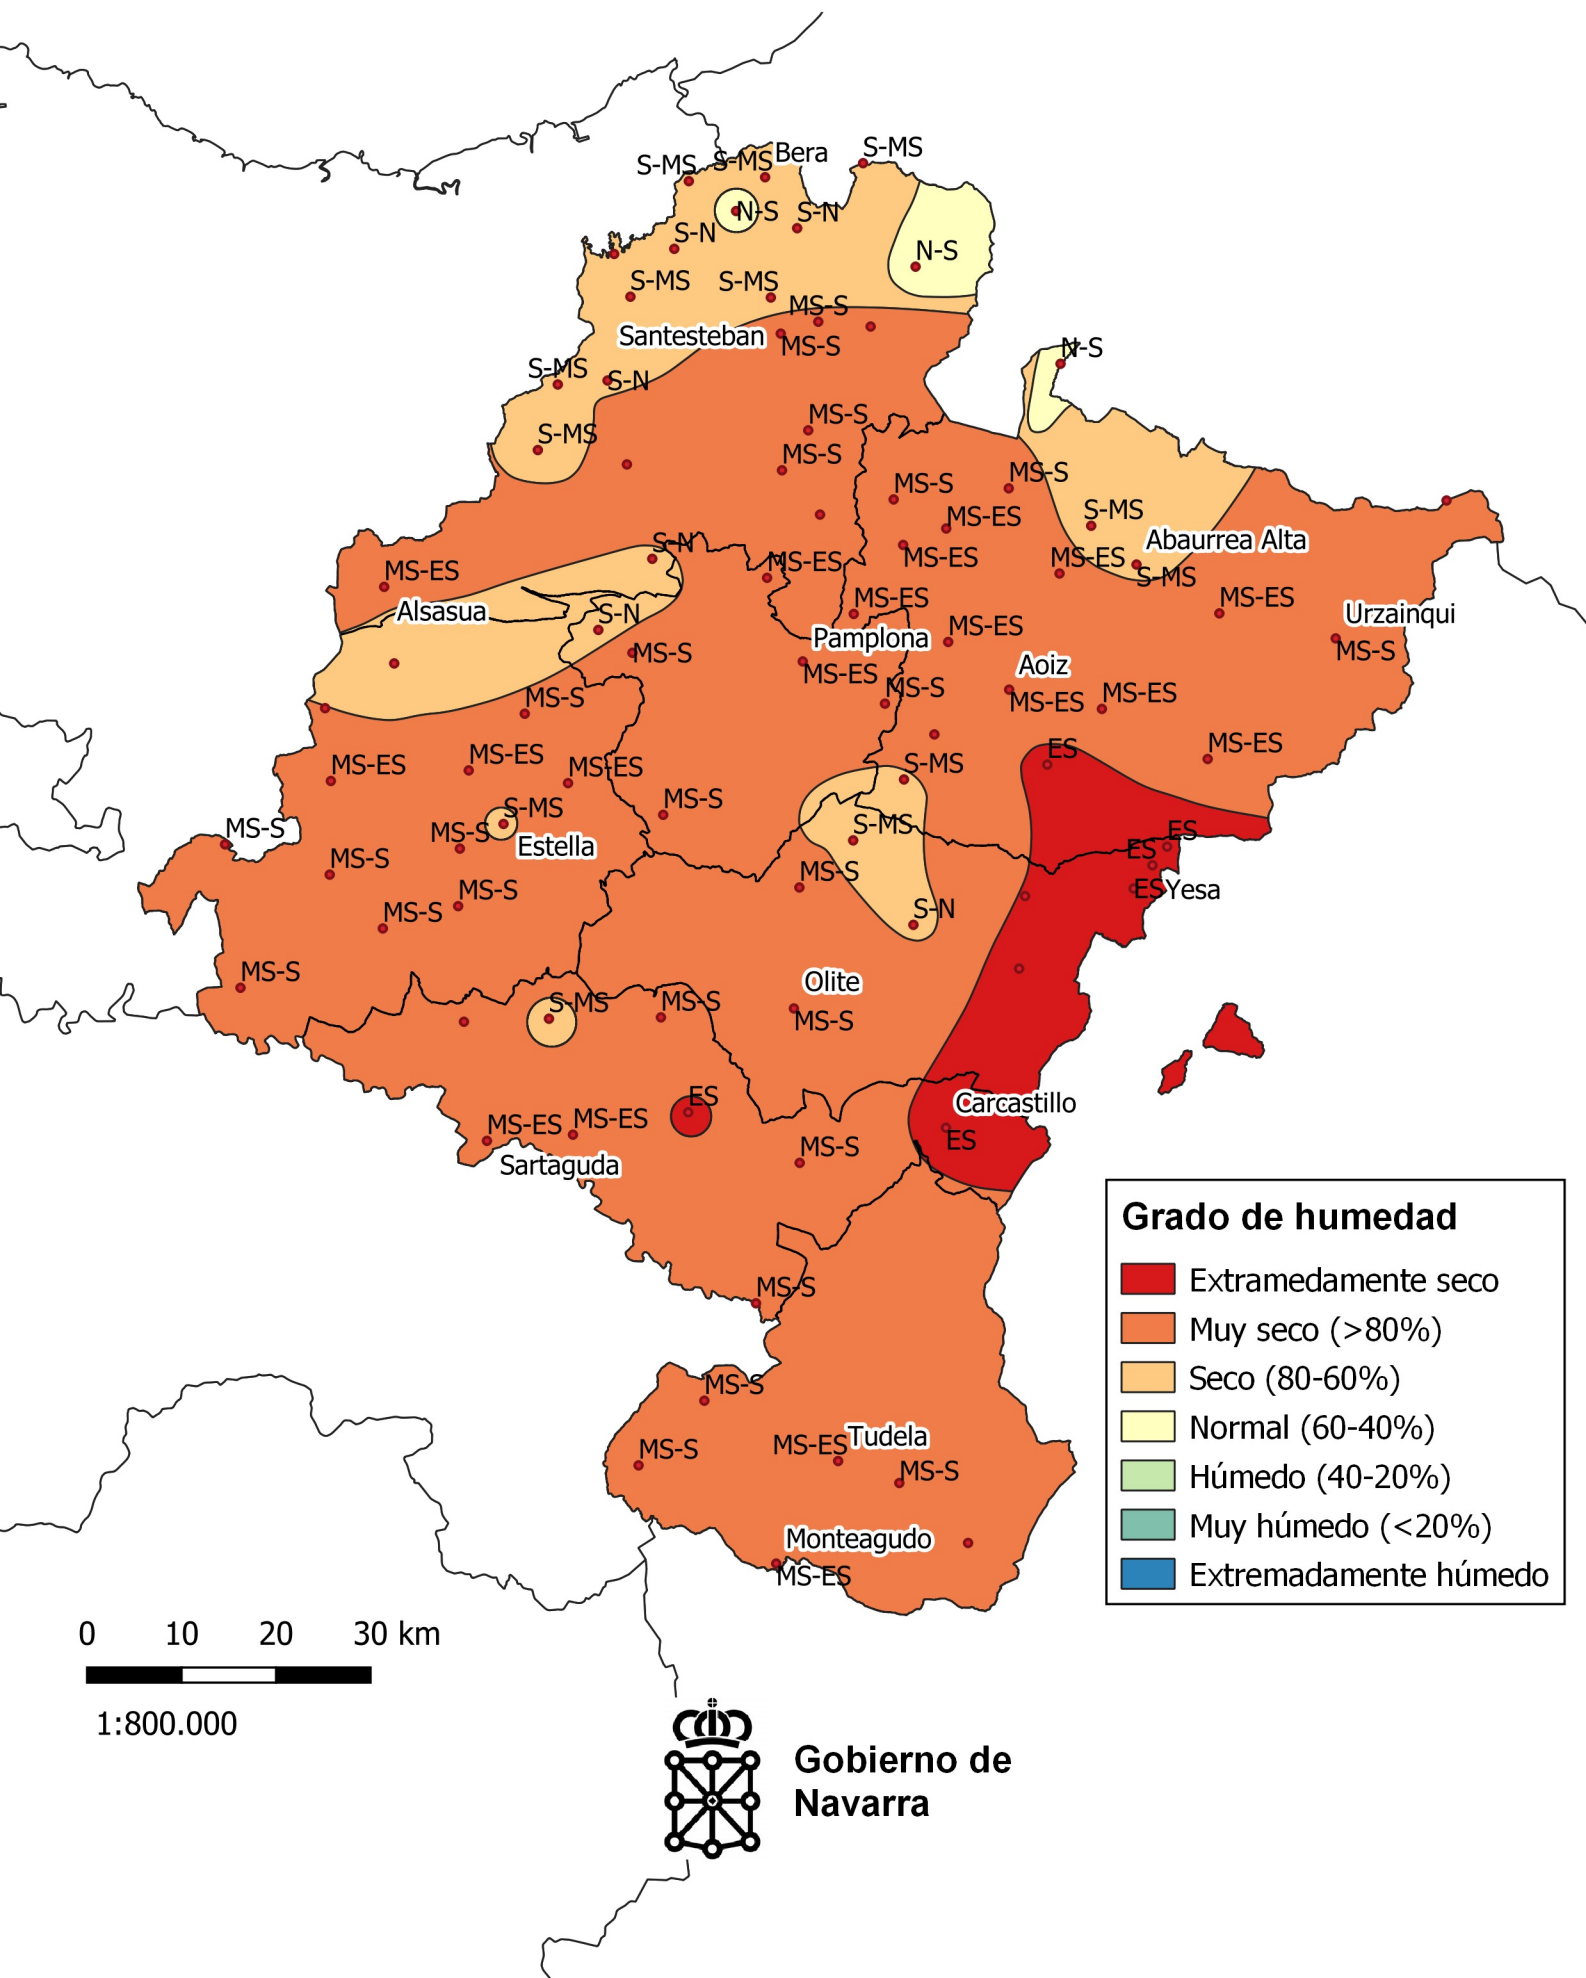 S-MS
S-MS
Bera
S-MS
N-S
S-N
S-N
N-S
S-MS
S-MS
MS-S
Santesteban
MS-S
N-S
S-MS
S-N
MS-S
S-MS
MS-S
MS-S
MS-S
S-MS
MS-ES
Abaurrea Alta
S-N
MS-ES
MS-ES
MS-ES
MS-ES
S-MS
Alsasua
S-N
MS-ES
MS-ES
Urzainqui
Pamplona
MS-ES
MS-S
MS-S
Aoiz
MS-ES
MS-S
MS-ES
MS-ES
MS-S
ES
MS-ES
MS-ES
MS-ES
MS-ES
S-MS
MS-S
S-MS
MS-S
MS-S
Estella
S-MS
ES
ES
MS-S
MS-S
MS-S
ESYesa
MS-S
S-N
MS-S
Olite
S-MS
MS-S
MS-S
ES
Carcastillo
MS-ES
MS-ES
ES
MS-S
Sartaguda
MS-S
MS-S
MS-S
MS-ES
Tudela
MS-S
Monteagudo
MS-ES
Grado de humedad
Extramedamente seco
Muy seco (>80%)
Seco (80-60%)
Normal (60-40%)
Húmedo (40-20%)
Muy húmedo (<20%)
Extremadamente húmedo
0 10 20 30 km
1:800.000
Gobierno de
Navarra